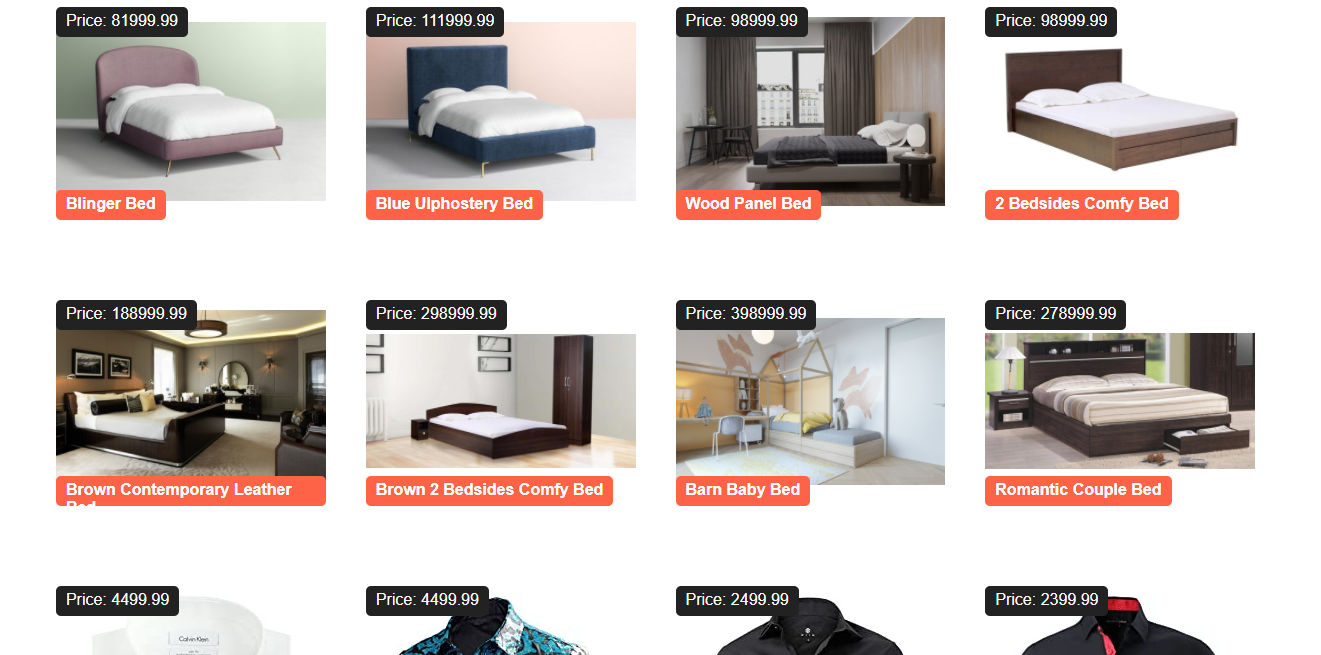 Price: 81999.99
Price: 111999.99
Price: 98999.99
Price: 98999.99
Blinger Bed
Blue Ulphostery Bed
Wood Panel Bed
2 Bedsides Comfy Bed
Price: 188999.99
Price: 298999.99
Price: 398999.99
Price: 278999.99
Brown Contemporary Leather
Bed
Brown 2 Bedsides Comfy Bed
Barn Baby Bed
Romantic Couple Bed
Price: 4499.99
Price: 4499.99
Price: 2499.99
Price: 2399.99
Calvin Klein